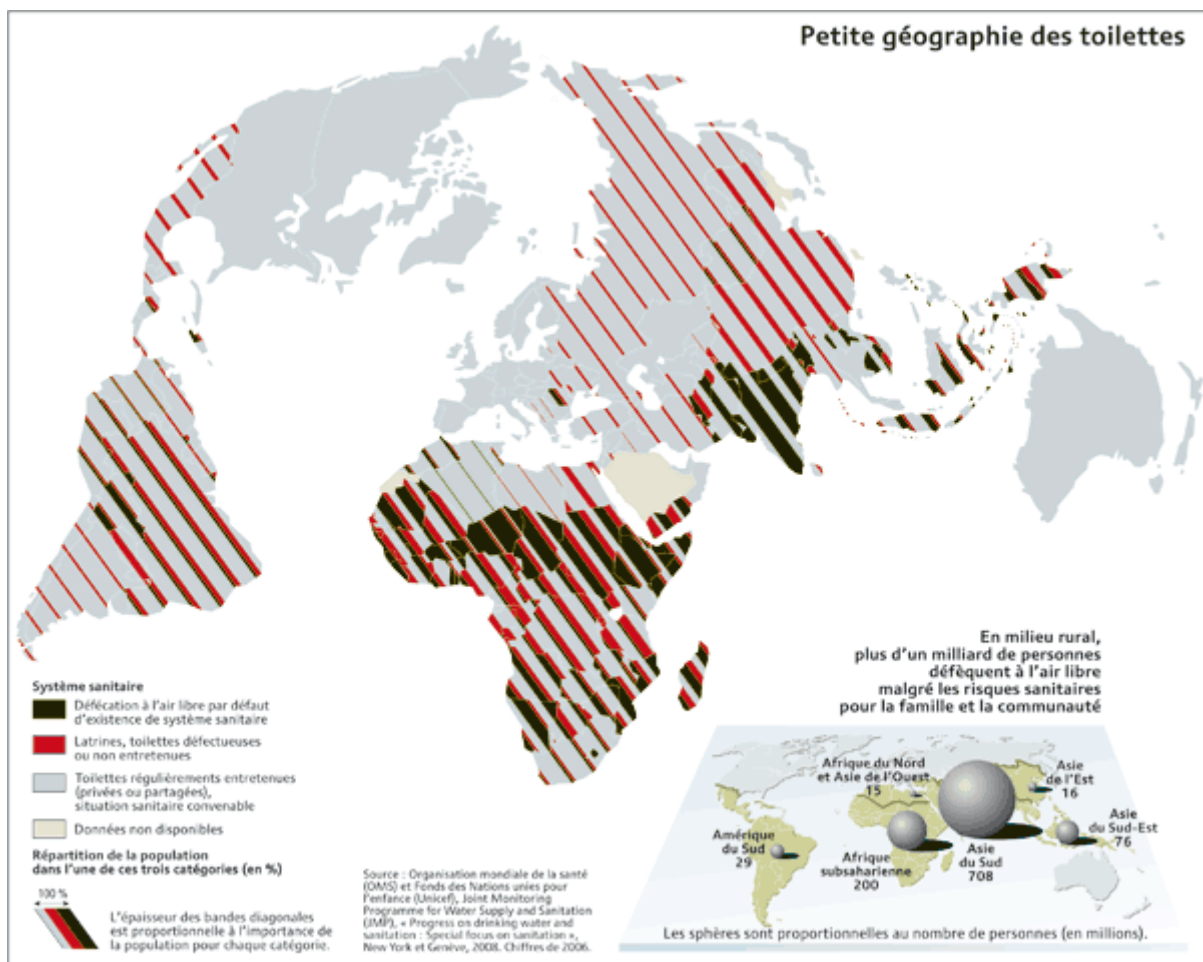 Petite géographie des toilettes
Système sanitaire
Défécation à l'air libre par défaut
d'existence de système sanitaire
Latrines, toilettes défectueuses
ou non entretenues
Toilettes régulièrements entretenues
(privées ou partagées),
situation sanitaire convenable
Données non disponibles
Répartition de la population
dans l'une de ces trois catégories (en %)
100 %
L'épaisseur des bandes diagonales
est proportionnelle à l'importance de
la population pour chaque catégorie.
Source : Organisation mondiale de la santé
(OMS) et Fonds des Nations unies pour
l'enfance (Unicef), Joint Monitoring
Programme for Water Supply and Sanitation
(JMP), « Progress on drinking water and
sanitation : Special focus on sanitation »,
New York et Genève, 2008. Chiffres de 2006.
En milieu rural,
plus d'un milliard de personnes
défèquent à l'air libre
malgré les risques sanitaires
pour la famille et la communauté
Afrique du Nord
et Asie de l'Ouest
15
Asie
de l'Est
16
Amérique
du Sud
29
Afrique
subsaharienne
200
Asie
du Sud
708
Asie
du Sud-Est
76
Les sphères sont proportionnelles au nombre de personnes (en millions).